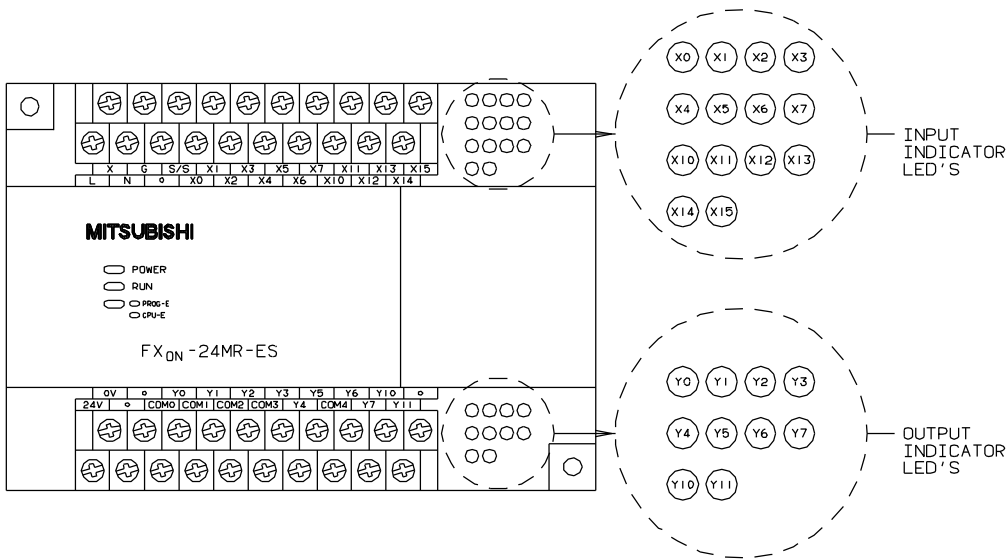 X0 X1 X2 X3
X4 X5 X6 X7
X10 X11 X12 X13
X14 X15
INPUT
INDICATOR
LED'S
X G S/S X1 X3 X5 X7 X11 X13 X15
L N o X0 X2 X4 X6 X10 X12 X14
MITSUBISHI
POWER
RUN
PROG-E
CPU-E
FX0N-24MR-ES
0V o Y0 Y1 Y2 Y3 Y5 Y6 Y10 o
24V o COM0 COM1 COM2 COM3 Y4 COM4 Y7 Y11
Y0 Y1 Y2 Y3
Y4 Y5 Y6 Y7
Y10 Y11
OUTPUT
INDICATOR
LED'S